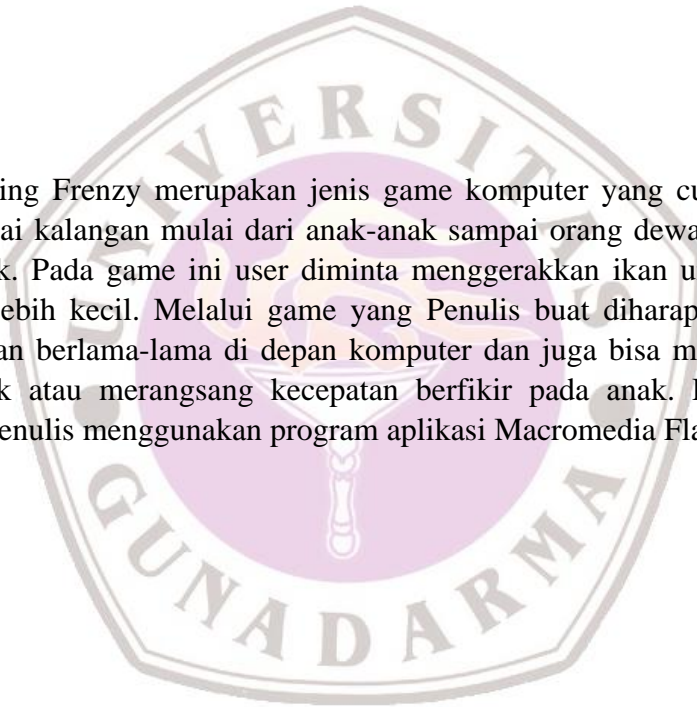 UNIVERSITAS
ing Frenzy merupakan jenis game komputer yang cu
ai kalangan mulai dari anak-anak sampai orang dewa
k. Pada game ini user diminta menggerakkan ikan u
ebih kecil. Melalui game yang Penulis buat diharap
an berlama-lama di depan komputer dan juga bisa m
k atau merangsang kecepatan berfikir pada anak.
enulis menggunakan program aplikasi Macromedia Fla
GUNADARMA